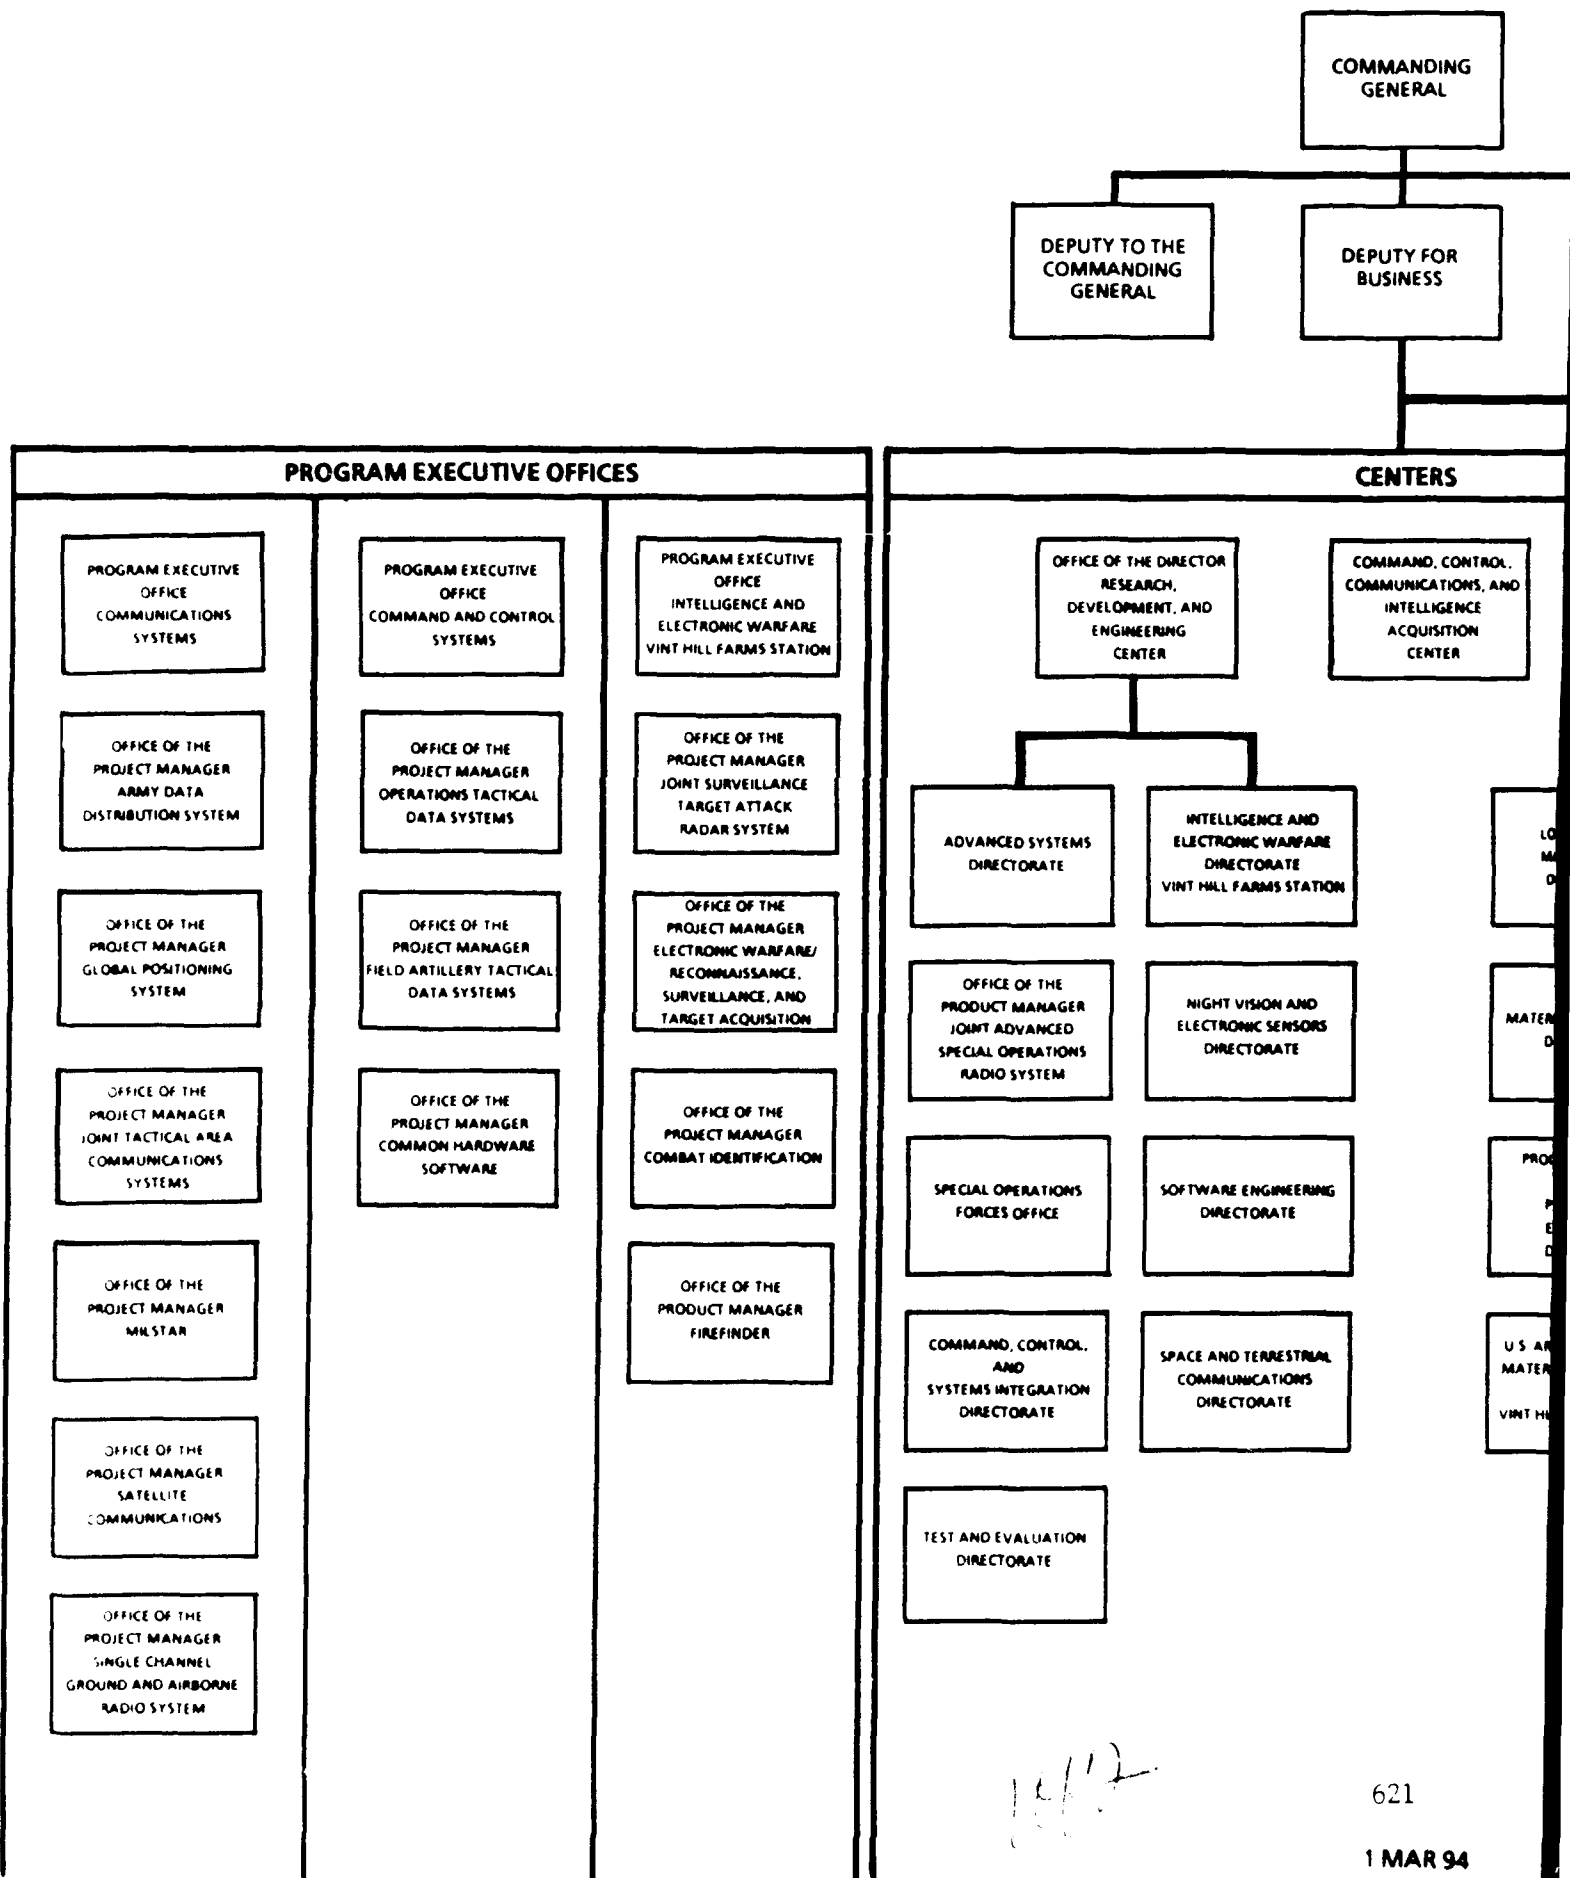 COMMANDING
GENERAL
DEPUTY TO THE
COMMANDING
GENERAL
DEPUTY FOR
BUSINESS
PROGRAM EXECUTIVE OFFICES
PROGRAM EXECUTIVE
OFFICE
COMMUNICATIONS
SYSTEMS
OFFICE OF THE
PROJECT MANAGER
ARMY DATA
DISTRIBUTION SYSTEM
OFFICE OF THE
PROJECT MANAGER
GLOBAL POSITIONING
SYSTEM
OFFICE OF THE
PROJECT MANAGER
JOINT TACTICAL AREA
COMMUNICATIONS
SYSTEMS
OFFICE OF THE
PROJECT MANAGER
MILSTAR
OFFICE OF THE
PROJECT MANAGER
SATELLITE
COMMUNICATIONS
OFFICE OF THE
PROJECT MANAGER
SINGLE CHANNEL
GROUND AND AIRBORNE
RADIO SYSTEM
PROGRAM EXECUTIVE
OFFICE
COMMAND AND CONTROL
SYSTEMS
OFFICE OF THE
PROJECT MANAGER
OPERATIONS TACTICAL
DATA SYSTEMS
OFFICE OF THE
PROJECT MANAGER
FIELD ARTILLERY TACTICAL
DATA SYSTEMS
OFFICE OF THE
PROJECT MANAGER
COMMON HARDWARE
SOFTWARE
PROGRAM EXECUTIVE
OFFICE
INTELLIGENCE AND
ELECTRONIC WARFARE
VINT HILL FARMS STATION
OFFICE OF THE
PROJECT MANAGER
JOINT SURVEILLANCE
TARGET ATTACK
RADAR SYSTEM
OFFICE OF THE
PROJECT MANAGER
ELECTRONIC WARFARE/
RECONNAISSANCE,
SURVEILLANCE, AND
TARGET ACQUISITION
OFFICE OF THE
PROJECT MANAGER
COMBAT IDENTIFICATION
OFFICE OF THE
PRODUCT MANAGER
FIREFINDER
CENTERS
OFFICE OF THE DIRECTOR
RESEARCH,
DEVELOPMENT, AND
ENGINEERING
CENTER
COMMAND, CONTROL,
COMMUNICATIONS, AND
INTELLIGENCE
ACQUISITION
CENTER
ADVANCED SYSTEMS
DIRECTORATE
OFFICE OF THE
PRODUCT MANAGER
JOINT ADVANCED
SPECIAL OPERATIONS
RADIO SYSTEM
SPECIAL OPERATIONS
FORCES OFFICE
COMMAND, CONTROL,
AND
SYSTEMS INTEGRATION
DIRECTORATE
TEST AND EVALUATION
DIRECTORATE
INTELLIGENCE AND
ELECTRONIC WARFARE
DIRECTORATE
VINT HILL FARMS STATION
NIGHT VISION AND
ELECTRONIC SENSORS
DIRECTORATE
SOFTWARE ENGINEERING
DIRECTORATE
SPACE AND TERRESTRIAL
COMMUNICATIONS
DIRECTORATE
LO
MA
D
MATER
D
PROC
P
E
D
U S AR
MATER
VINT HI
621
1 MAR 94